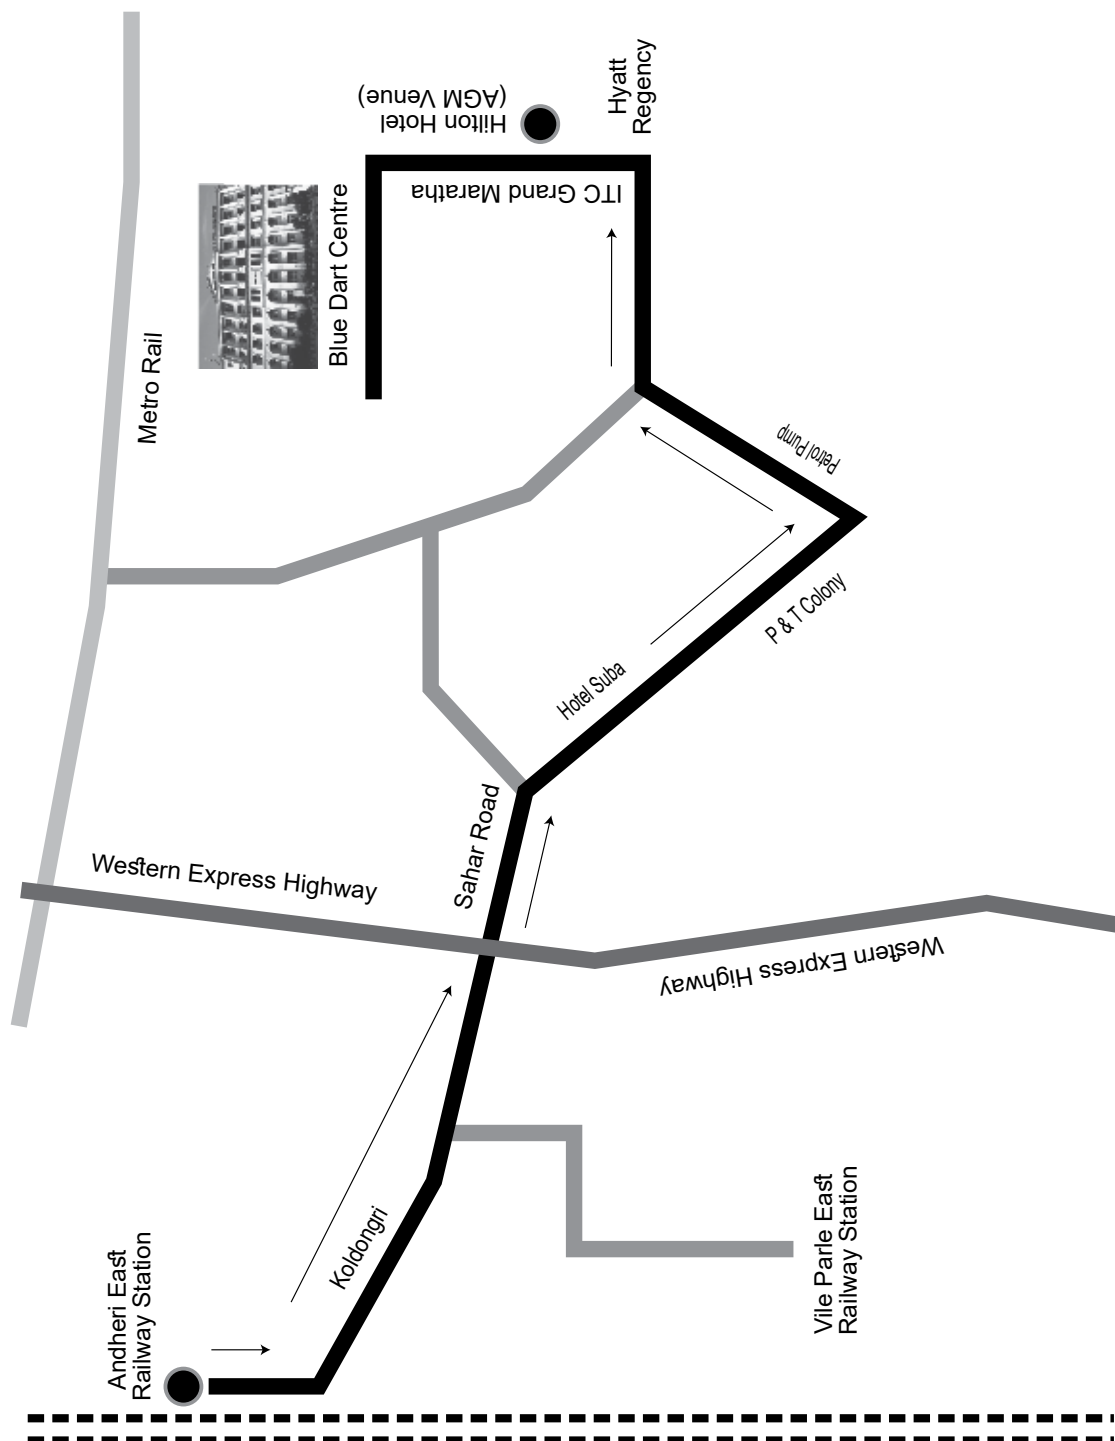 Hilton Hotel
(AGM Venue)
Hyatt
Regency
ITC Grand Maratha
Blue Dart Centre
Metro Rail
Petrol Pump
P & T Colony
Hotel Suba
Sahar Road
Western Express Highway
Western Express Highway
Koldongri
Andheri East
Railway Station
Vile Parle East
Railway Station